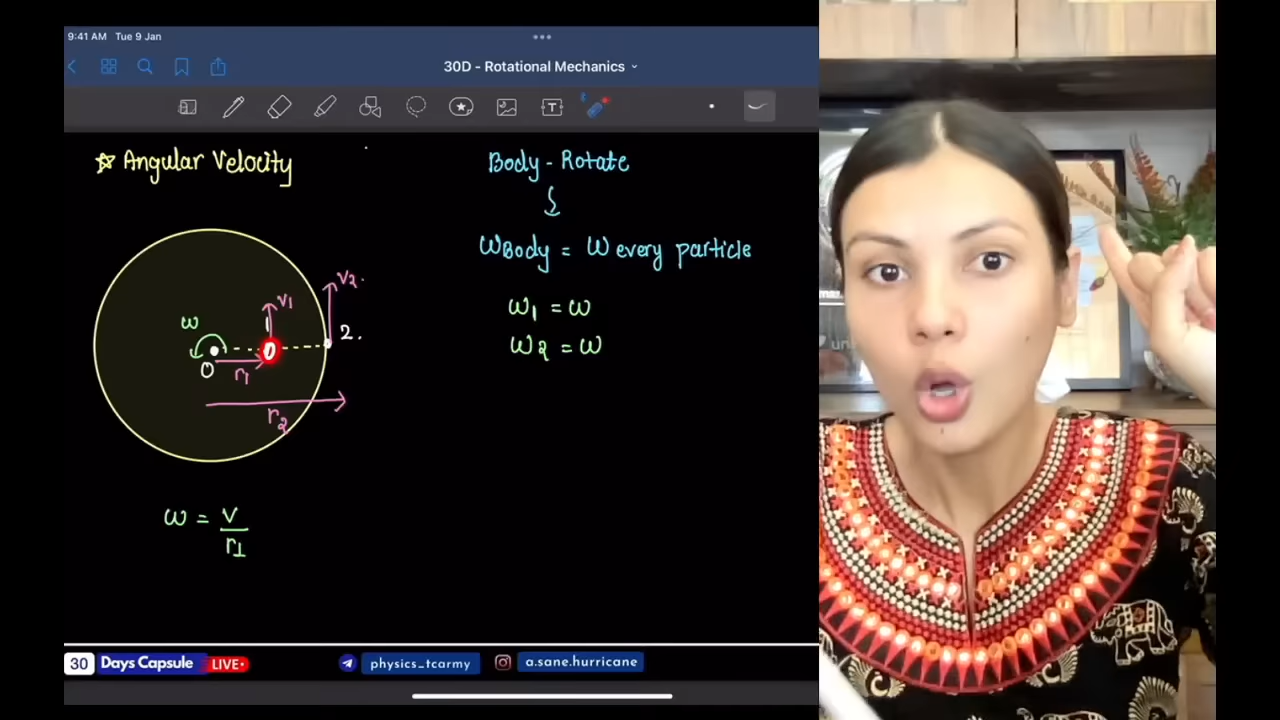 9:41 AM Tue 9 Jan
30D - Rotational Mechanics
T
☆ Angular Velocity
Body - Rotate
ωBody = ω every particle
ω1 = ω
ω2 = ω
v1
v2
ω
1
2.
O
r1
r2
ω = v
r⊥
30 Days Capsule LIVE
physics_tcarmy
a.sane.hurricane